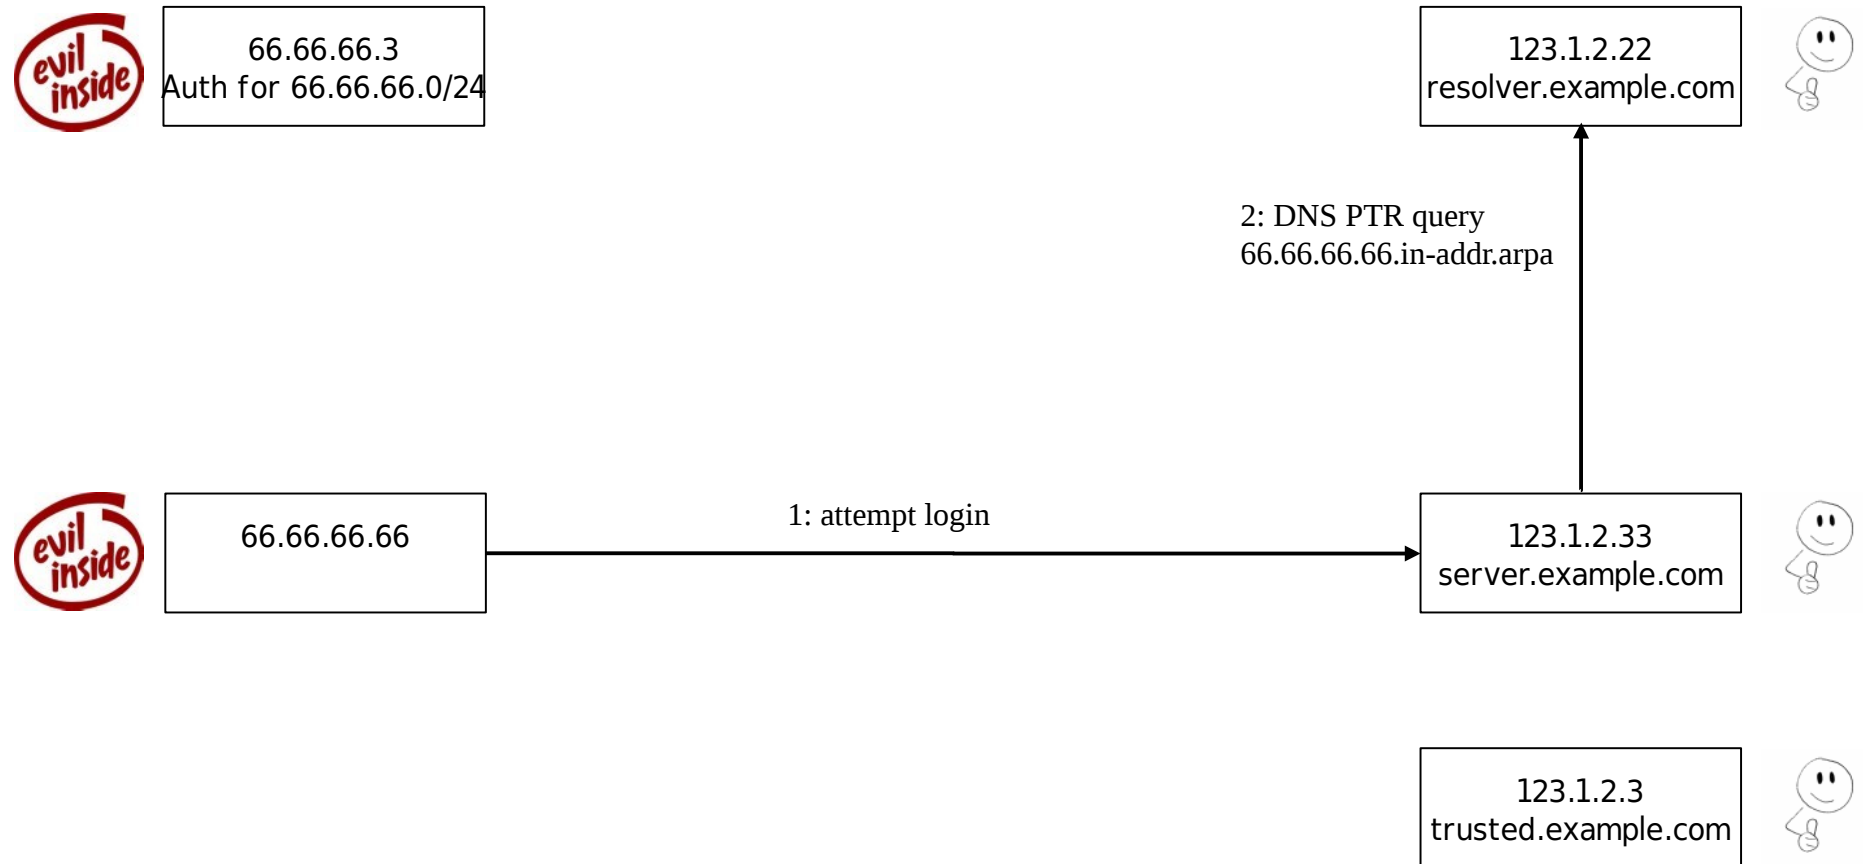 evil
inside
66.66.66.3
Auth for 66.66.66.0/24
123.1.2.22
resolver.example.com
2: DNS PTR query
66.66.66.66.in-addr.arpa
evil
inside
66.66.66.66
1: attempt login
123.1.2.33
server.example.com
123.1.2.3
trusted.example.com